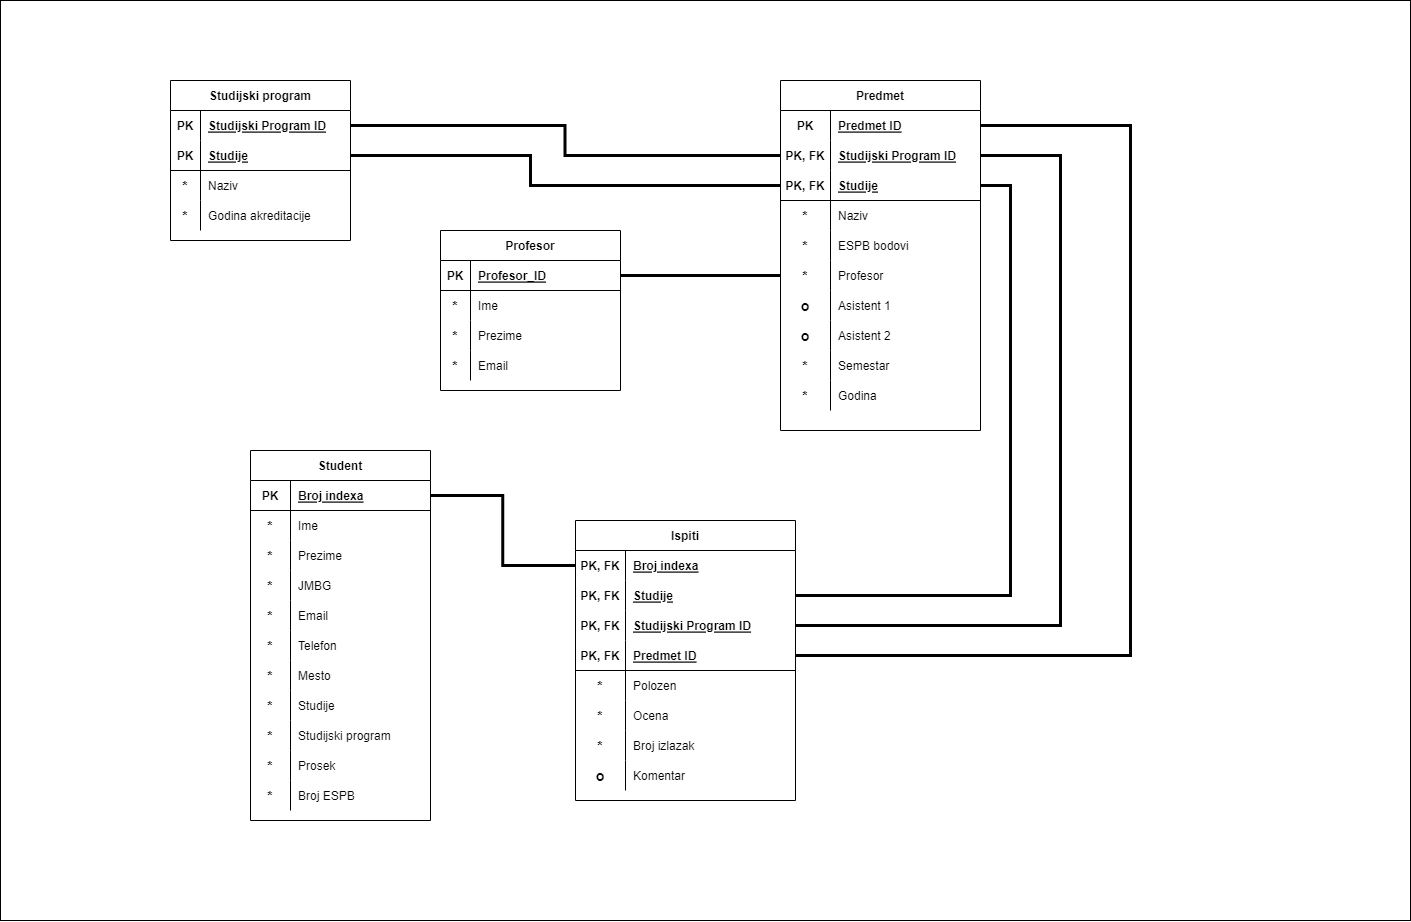 Studijski program
PK Studijski Program ID
PK Studije
* Naziv
* Godina akreditacije
Predmet
PK Predmet ID
PK, FK Studijski Program ID
PK, FK Studije
* Naziv
* ESPB bodovi
* Profesor
o Asistent 1
o Asistent 2
* Semestar
* Godina
Profesor
PK Profesor_ID
* Ime
* Prezime
* Email
Student
PK Broj indexa
* Ime
* Prezime
* JMBG
* Email
* Telefon
* Mesto
* Studije
* Studijski program
* Prosek
* Broj ESPB
Ispiti
PK, FK Broj indexa
PK, FK Studije
PK, FK Studijski Program ID
PK, FK Predmet ID
* Polozen
* Ocena
* Broj izlazak
o Komentar